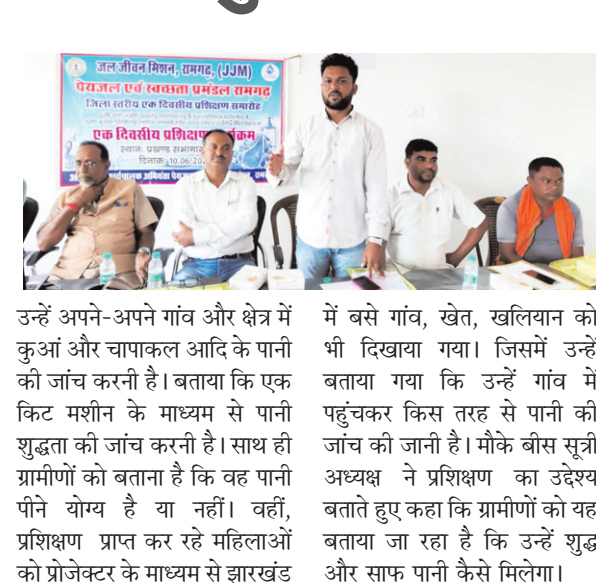 जल जीवन मिशन, रामगढ़, (JJM)
पेयजल एवं स्वच्छता प्रमंडल रामगढ़
जिला स्तरीय एक दिवसीय प्रशिक्षण समारोह
एक दिवसीय प्रशिक्षण
स्थान: प्रखण्ड
दिनांक: 10.06
उन्हें अपने-अपने गांव और क्षेत्र में
कुआं और चापाकल आदि के पानी
की जांच करनी है। बताया कि एक
किट मशीन के माध्यम से पानी
शुद्धता की जांच करनी है। साथ ही
ग्रामीणों को बताना है कि वह पानी
पीने योग्य है या नहीं। वहीं,
प्रशिक्षण प्राप्त कर रहे महिलाओं
को प्रोजेक्टर के माध्यम से झारखंड
में बसे गांव, खेत, खलियान को
भी दिखाया गया। जिसमें उन्हें
बताया गया कि उन्हें गांव में
पहुंचकर किस तरह से पानी की
जांच की जानी है। मौके बीस सूत्री
अध्यक्ष ने प्रशिक्षण का उद्देश्य
बताते हुए कहा कि ग्रामीणों को यह
बताया जा रहा है कि उन्हें शुद्ध
और साफ पानी कैसे मिलेगा।